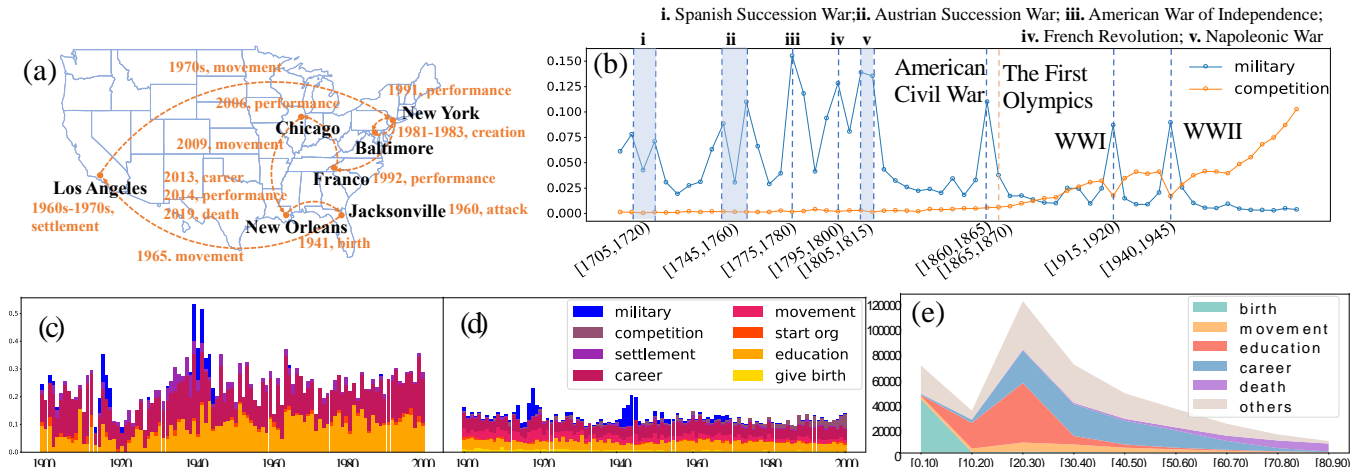 i. Spanish Succession War;ii. Austrian Succession War; iii. American War of Independence;
iv. French Revolution; v. Napoleonic War
(a)
1970s, movement
1991, performance
2006, performance
New York
Chicago
1981-1983, creation
2009, movement
Baltimore
2013, career
Franco
1992, performance
Los Angeles
2014, performance
1960s-1970s,
settlement
2019, death
Jacksonville
1960, attack
New Orleans
1941, birth
1965, movement
(b)
i
ii
iii
iv
v
0.150
0.125
0.100
0.075
0.050
0.025
0.000
American
Civil War
The First
Olympics
military
competition
WWI
WWII
[1705,1720]
[1745,1760]
[1775,1780]
[1795,1800]
[1805,1815]
[1860,1865]
[1865,1870]
[1915,1920]
[1940,1945]
(c)
0.5
0.4
0.3
0.2
0.1
0.0
1900
1920
1940
1960
1980
2000
(d)
military
competition
settlement
career
movement
start org
education
give birth
1900
1920
1940
1960
1980
2000
(e)
120000
100000
80000
60000
40000
20000
0
birth
movement
education
career
death
others
[0,10)
[10,20)
[20,30)
[30,40)
[40,50)
[50,60)
[60,70)
[70,80)
[80,90)